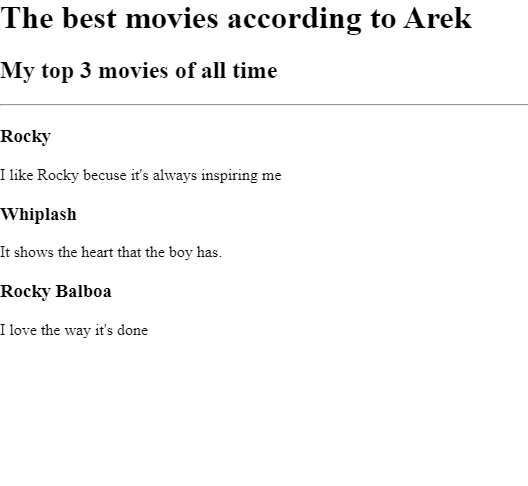 The best movies according to Arek
My top 3 movies of all time
Rocky
I like Rocky becuse it's always inspiring me
Whiplash
It shows the heart that the boy has.
Rocky Balboa
I love the way it's done